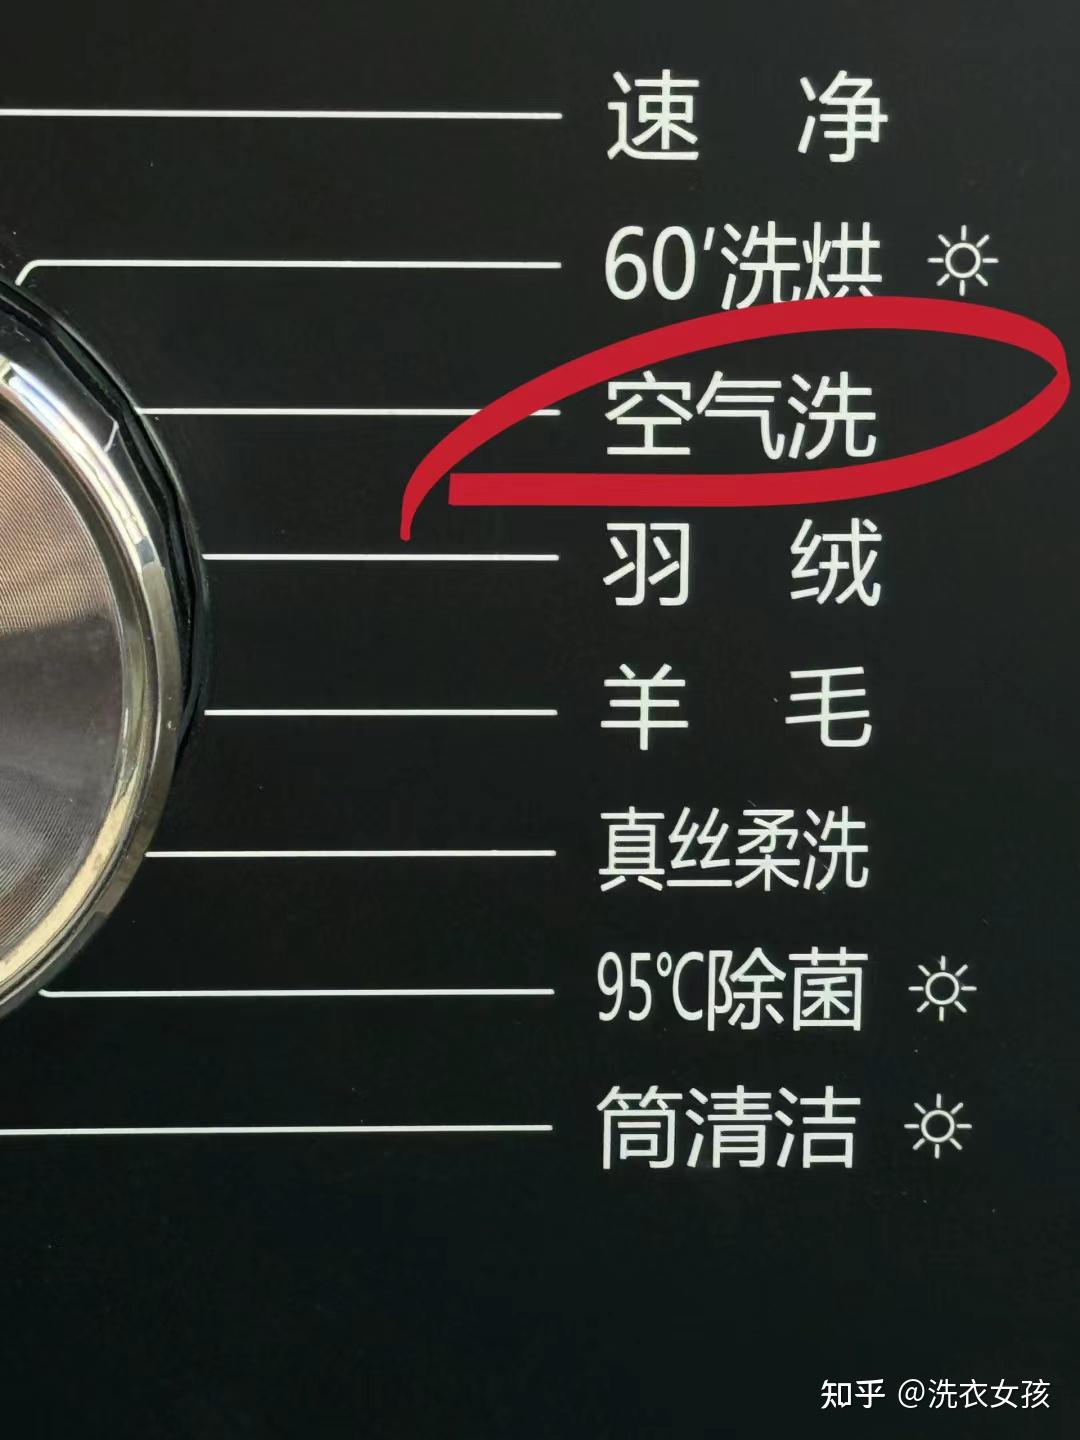 速 净
60′洗烘
空气洗
羽 绒
羊 毛
真丝柔洗
95℃除菌
筒清洁
知乎 @洗衣女孩